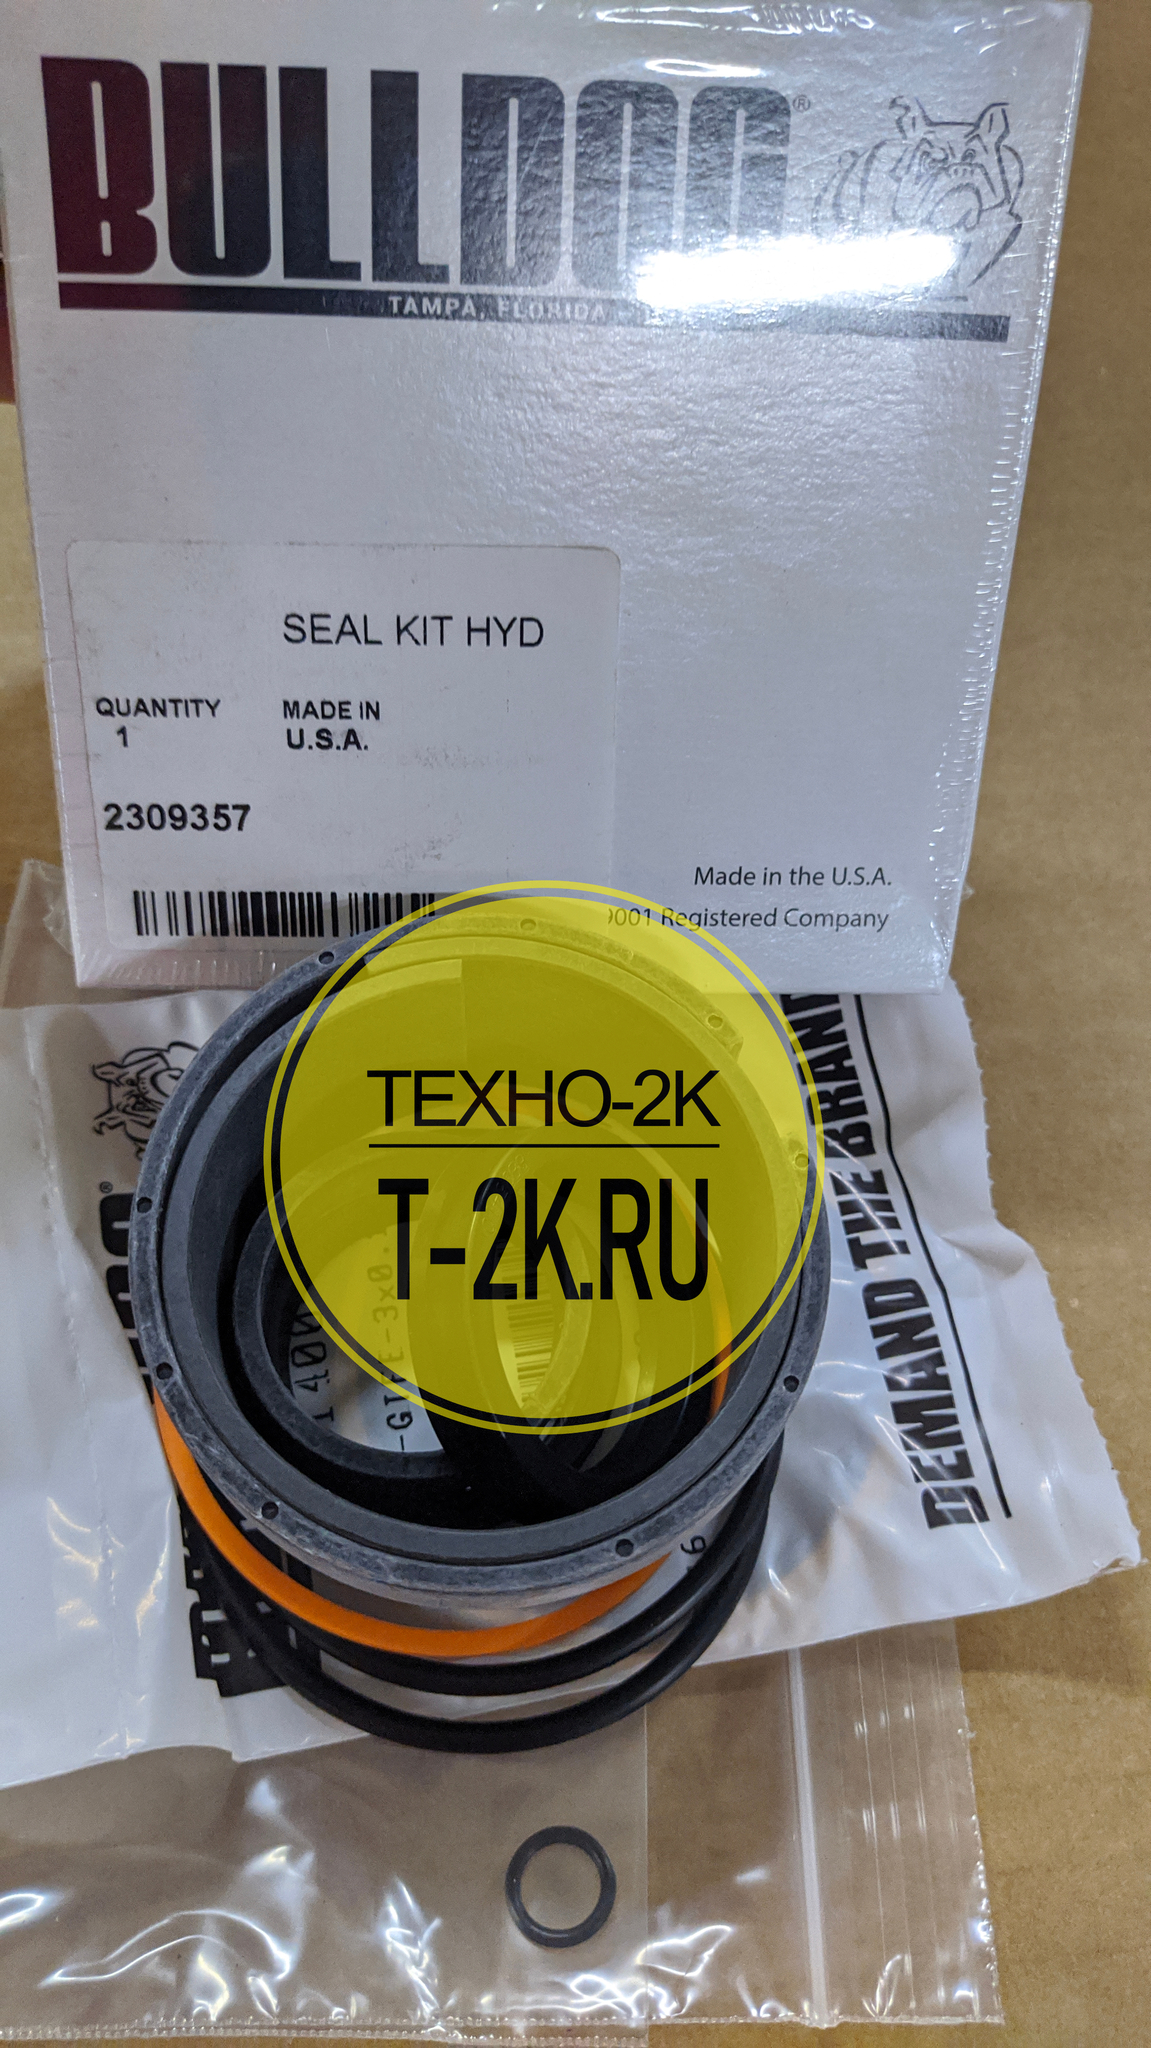 BULLDOG®
TAMPA, FLORIDA
SEAL KIT HYD
QUANTITY
1
MADE IN
U.S.A.
2309357
Made in the U.S.A.
9001 Registered Company
ТЕХНО-2К
T-2K.RU
DEMAND THE BRAND